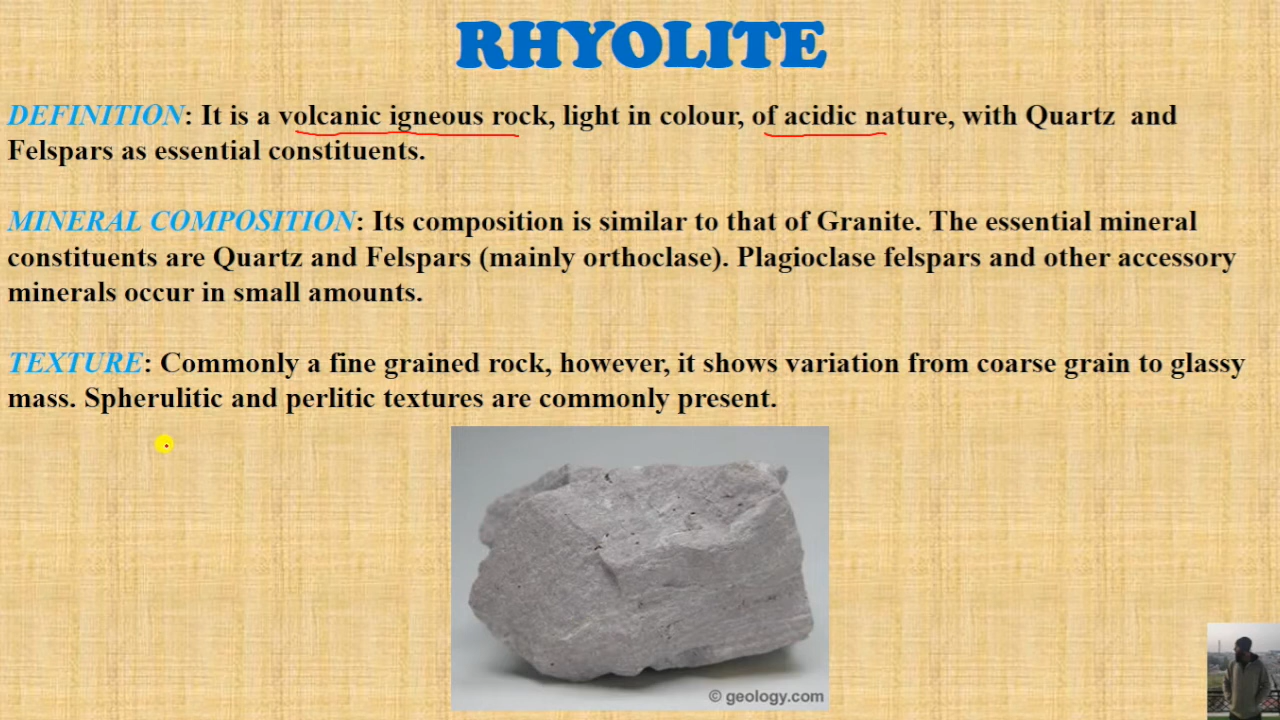 RHYOLITE
DEFINITION: It is a volcanic igneous rock, light in colour, of acidic nature, with Quartz and
Felspars as essential constituents.
MINERAL COMPOSITION: Its composition is similar to that of Granite. The essential mineral
constituents are Quartz and Felspars (mainly orthoclase). Plagioclase felspars and other accessory
minerals occur in small amounts.
TEXTURE: Commonly a fine grained rock, however, it shows variation from coarse grain to glassy
mass. Spherulitic and perlitic textures are commonly present.
© geology.com